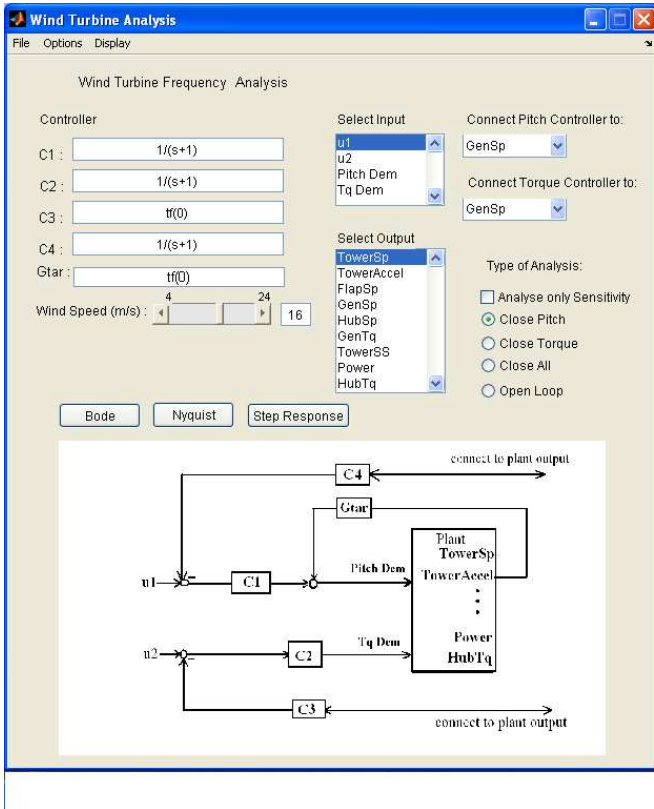 Wind Turbine Analysis
File Options Display
Wind Turbine Frequency Analysis
Controller
C1 : 1/(s+1)
C2 : 1/(s+1)
C3 : tf(0)
C4 : 1/(s+1)
Gtar : tf(0)
4 24
Wind Speed (m/s) : 16
Select Input
u1
u2
Pitch Dem
Tq Dem
Connect Pitch Controller to:
GenSp
Connect Torque Controller to:
GenSp
Select Output
TowerSp
TowerAccel
FlapSp
GenSp
HubSp
GenTq
TowerSS
Power
HubTq
Type of Analysis:
Analyse only Sensitivity
Close Pitch
Close Torque
Close All
Open Loop
Bode Nyquist Step Response
connect to plant output
C4
Gtar
Plant
TowerSp
Pitch Dem
TowerAccel
u1 C1
Tq Dem
Power
u2 C2 HubTq
C3
connect to plant output